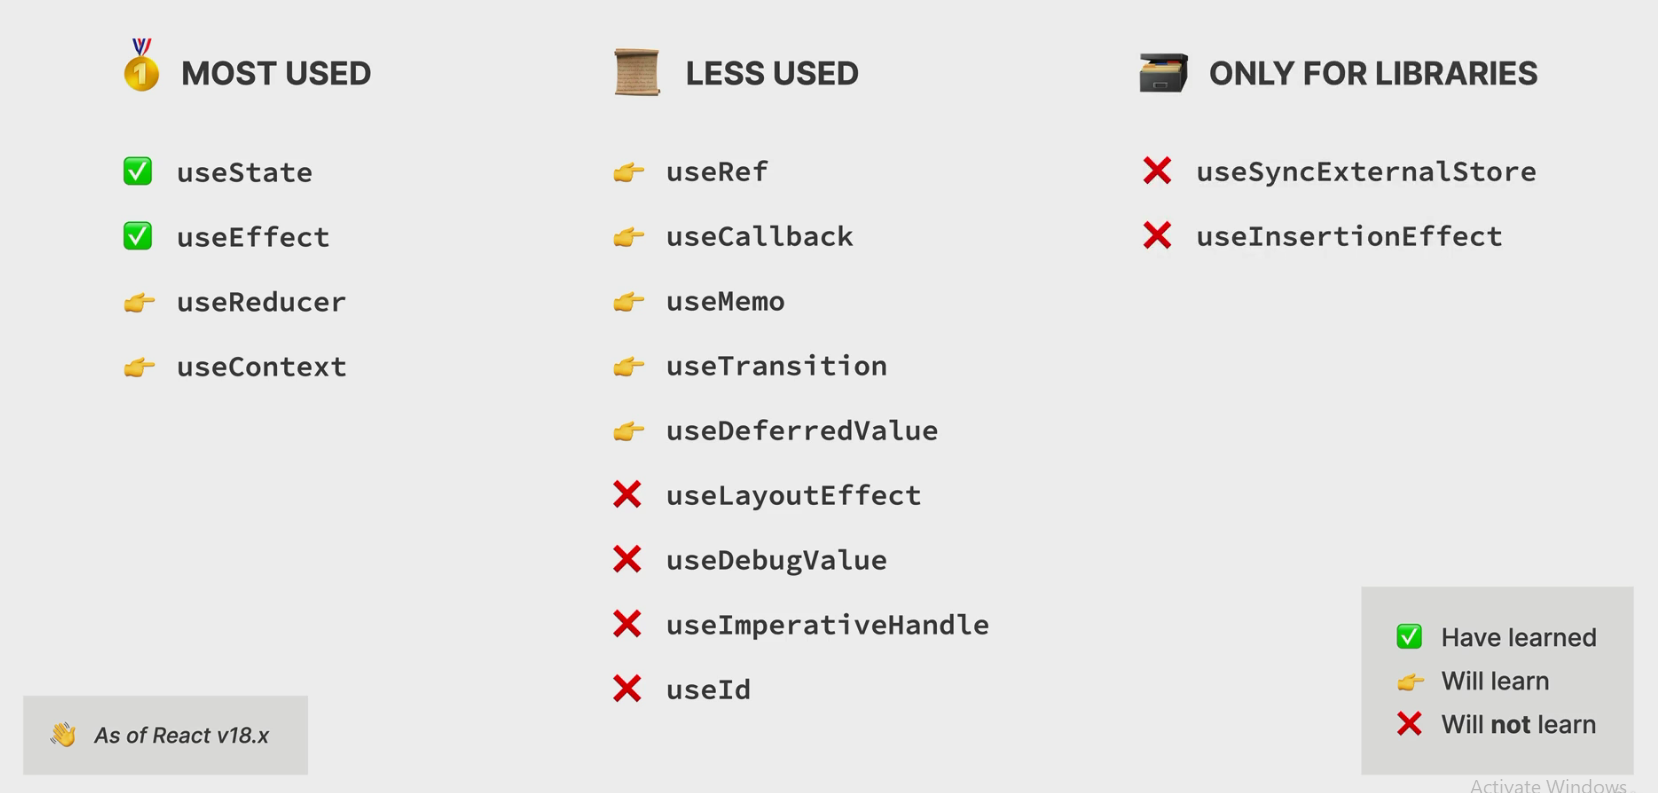 MOST USED
useState
useEffect
useReducer
useContext
LESS USED
useRef
useCallback
useMemo
useTransition
useDeferredValue
useLayoutEffect
useDebugValue
useImperativeHandle
useId
ONLY FOR LIBRARIES
useSyncExternalStore
useInsertionEffect
As of React v18.x
Have learned
Will learn
Will not learn
Activate Windows